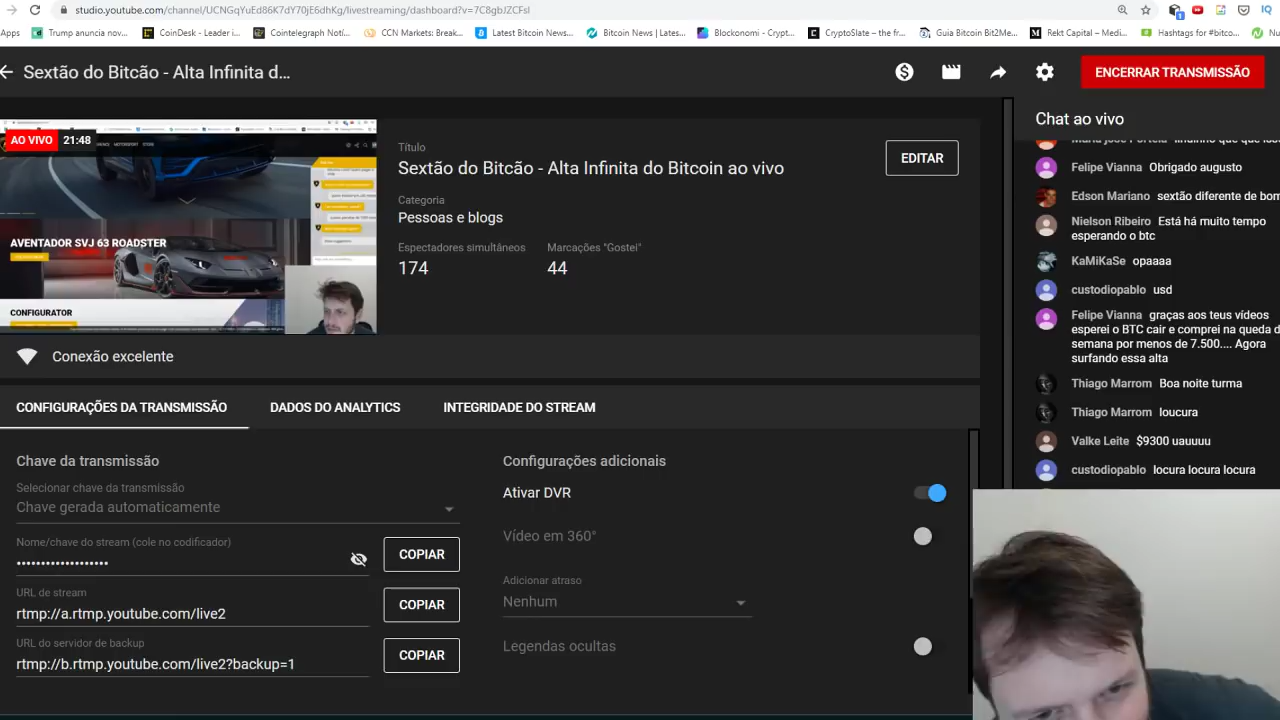 studio.youtube.com/channel/UCNGqYuEd86K7dY70jE6dhKg/livestreaming/dashboard?v=7C8gbJZCFsI
Apps
Trump anuncia nov...
CoinDesk - Leader i...
Cointelegraph Notí...
CCN Markets: Break...
Latest Bitcoin News...
Bitcoin News | Lates...
Blockonomi - Crypt...
CryptoSlate – the fr...
Guia Bitcoin Bit2Me...
Rekt Capital – Medi...
Hashtags for #bitco...
Nu
Sextão do Bitcão - Alta Infinita d...
ENCERRAR TRANSMISSÃO
AO VIVO 21:48
AVENTADOR SVJ 63 ROADSTER
CONFIGURATOR
Título
Sextão do Bitcão - Alta Infinita do Bitcoin ao vivo
EDITAR
Categoria
Pessoas e blogs
Espectadores simultâneos
Marcações "Gostei"
174
44
Conexão excelente
CONFIGURAÇÕES DA TRANSMISSÃO
DADOS DO ANALYTICS
INTEGRIDADE DO STREAM
Chave da transmissão
Selecionar chave da transmissão
Chave gerada automaticamente
Nome/chave do stream (cole no codificador)
COPIAR
URL de stream
rtmp://a.rtmp.youtube.com/live2
COPIAR
URL do servidor de backup
rtmp://b.rtmp.youtube.com/live2?backup=1
COPIAR
Configurações adicionais
Ativar DVR
Vídeo em 360°
Adicionar atraso
Nenhum
Legendas ocultas
Chat ao vivo
Felipe Vianna Obrigado augusto
Edson Mariano sextão diferente de bom
Nielson Ribeiro Está há muito tempo
esperando o btc
KaMiKaSe opaaaa
custodiopablo usd
Felipe Vianna graças aos teus vídeos
esperei o BTC cair e comprei na queda d
semana por menos de 7.500.... Agora
surfando essa alta
Thiago Marrom Boa noite turma
Thiago Marrom loucura
Valke Leite $9300 uauuuu
custodiopablo locura locura locura